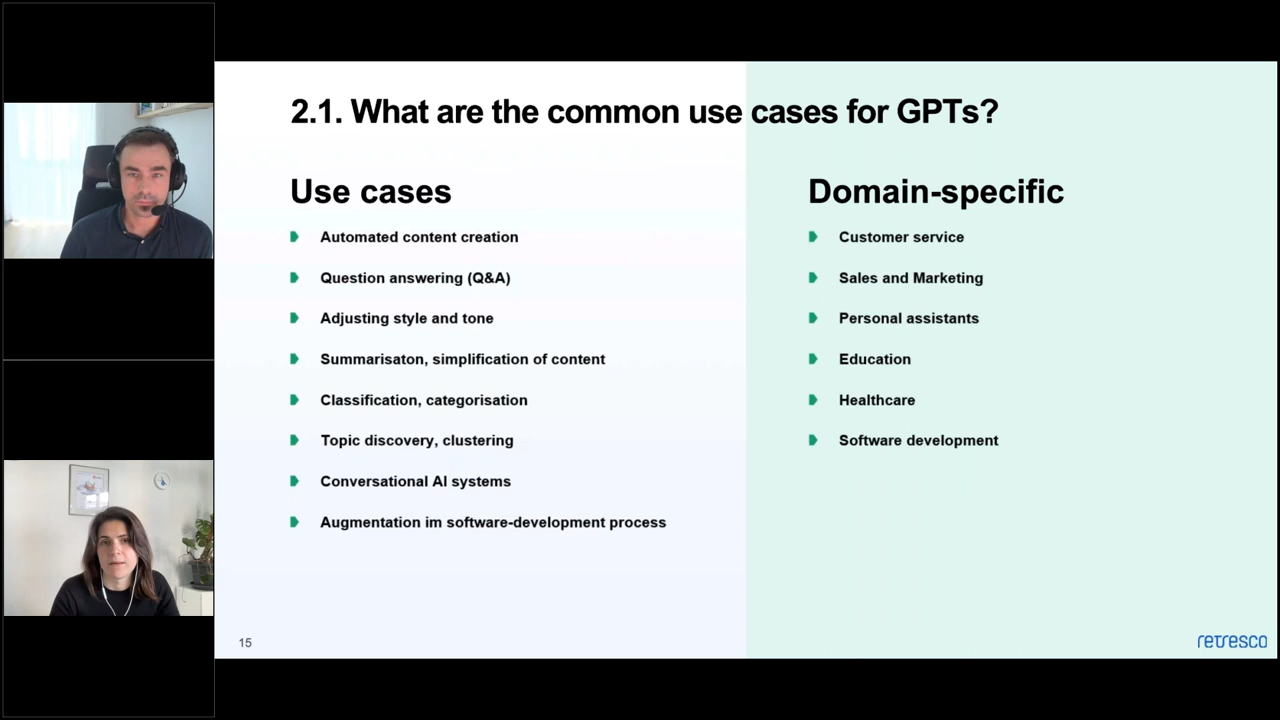 2.1. What are the common use cases for GPTs?
Use cases
Automated content creation
Question answering (Q&A)
Adjusting style and tone
Summarisaton, simplification of content
Classification, categorisation
Topic discovery, clustering
Conversational AI systems
Augmentation im software-development process
Domain-specific
Customer service
Sales and Marketing
Personal assistants
Education
Healthcare
Software development
15
retresco